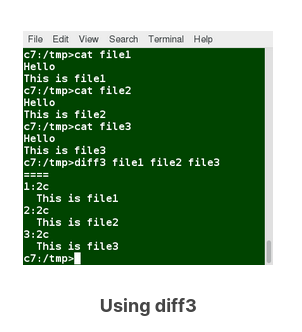 File Edit View Search Terminal Help
c7:/tmp>cat file1
Hello
This is file1
c7:/tmp>cat file2
Hello
This is file2
c7:/tmp>cat file3
Hello
This is file3
c7:/tmp>diff3 file1 file2 file3
====
1:2c
  This is file1
2:2c
  This is file2
3:2c
  This is file3
c7:/tmp>
Using diff3